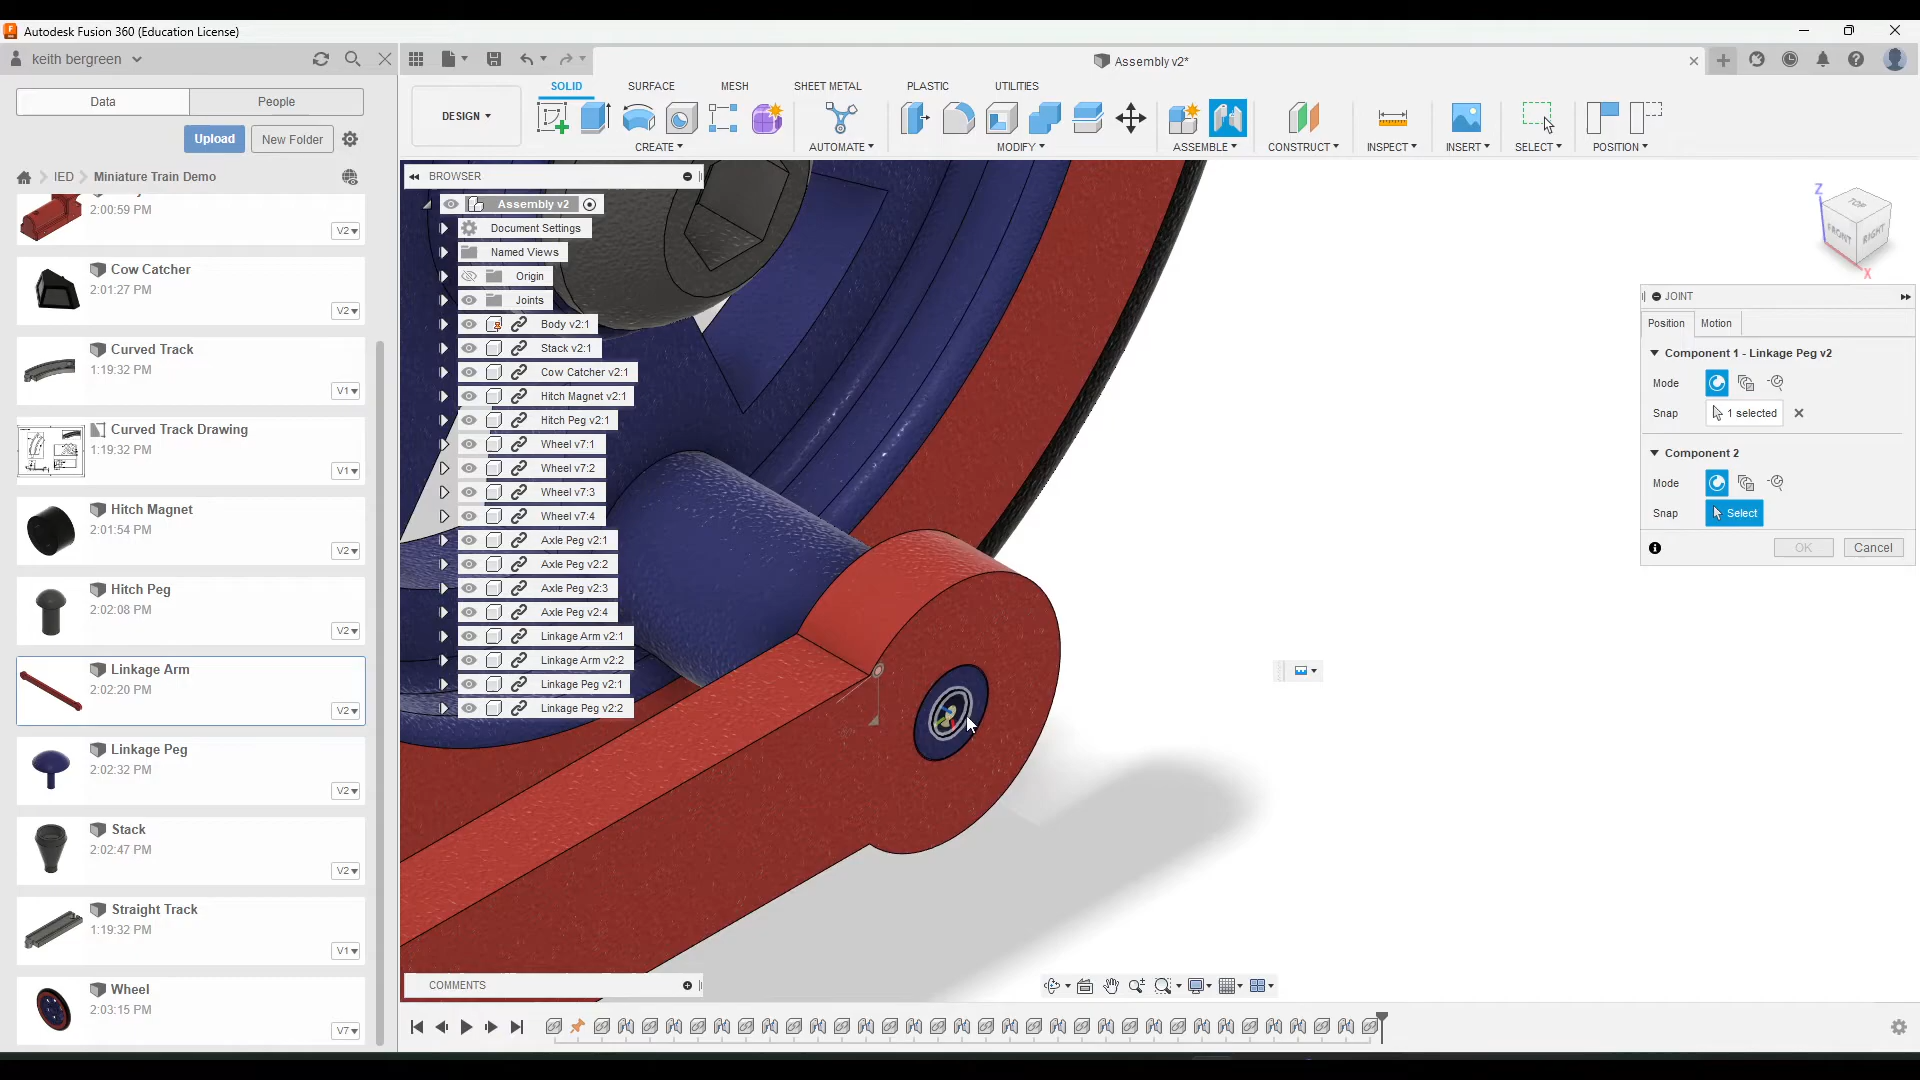 Autodesk Fusion 360 (Education License)
keith bergreen
Assembly v2*
Data
People
Upload
New Folder
IED
Miniature Train Demo
2:00:59 PM
V2
Cow Catcher
2:01:27 PM
V2
Curved Track
1:19:32 PM
V1
Curved Track Drawing
1:19:32 PM
V1
Hitch Magnet
2:01:54 PM
V2
Hitch Peg
2:02:08 PM
V2
Linkage Arm
2:02:20 PM
V2
Linkage Peg
2:02:32 PM
V2
Stack
2:02:47 PM
V2
Straight Track
1:19:32 PM
V1
Wheel
2:03:15 PM
V7
DESIGN
SOLID
SURFACE
MESH
SHEET METAL
PLASTIC
UTILITIES
CREATE
AUTOMATE
MODIFY
ASSEMBLE
CONSTRUCT
INSPECT
INSERT
SELECT
POSITION
BROWSER
Assembly v2
Document Settings
Named Views
Origin
Joints
Body v2:1
Stack v2:1
Cow Catcher v2:1
Hitch Magnet v2:1
Hitch Peg v2:1
Wheel v7:1
Wheel v7:2
Wheel v7:3
Wheel v7:4
Axle Peg v2:1
Axle Peg v2:2
Axle Peg v2:3
Axle Peg v2:4
Linkage Arm v2:1
Linkage Arm v2:2
Linkage Peg v2:1
Linkage Peg v2:2
COMMENTS
Z
TOP
FRONT
RIGHT
X
JOINT
Position
Motion
Component 1 - Linkage Peg v2
Mode
Snap
1 selected
Component 2
Mode
Snap
Select
OK
Cancel